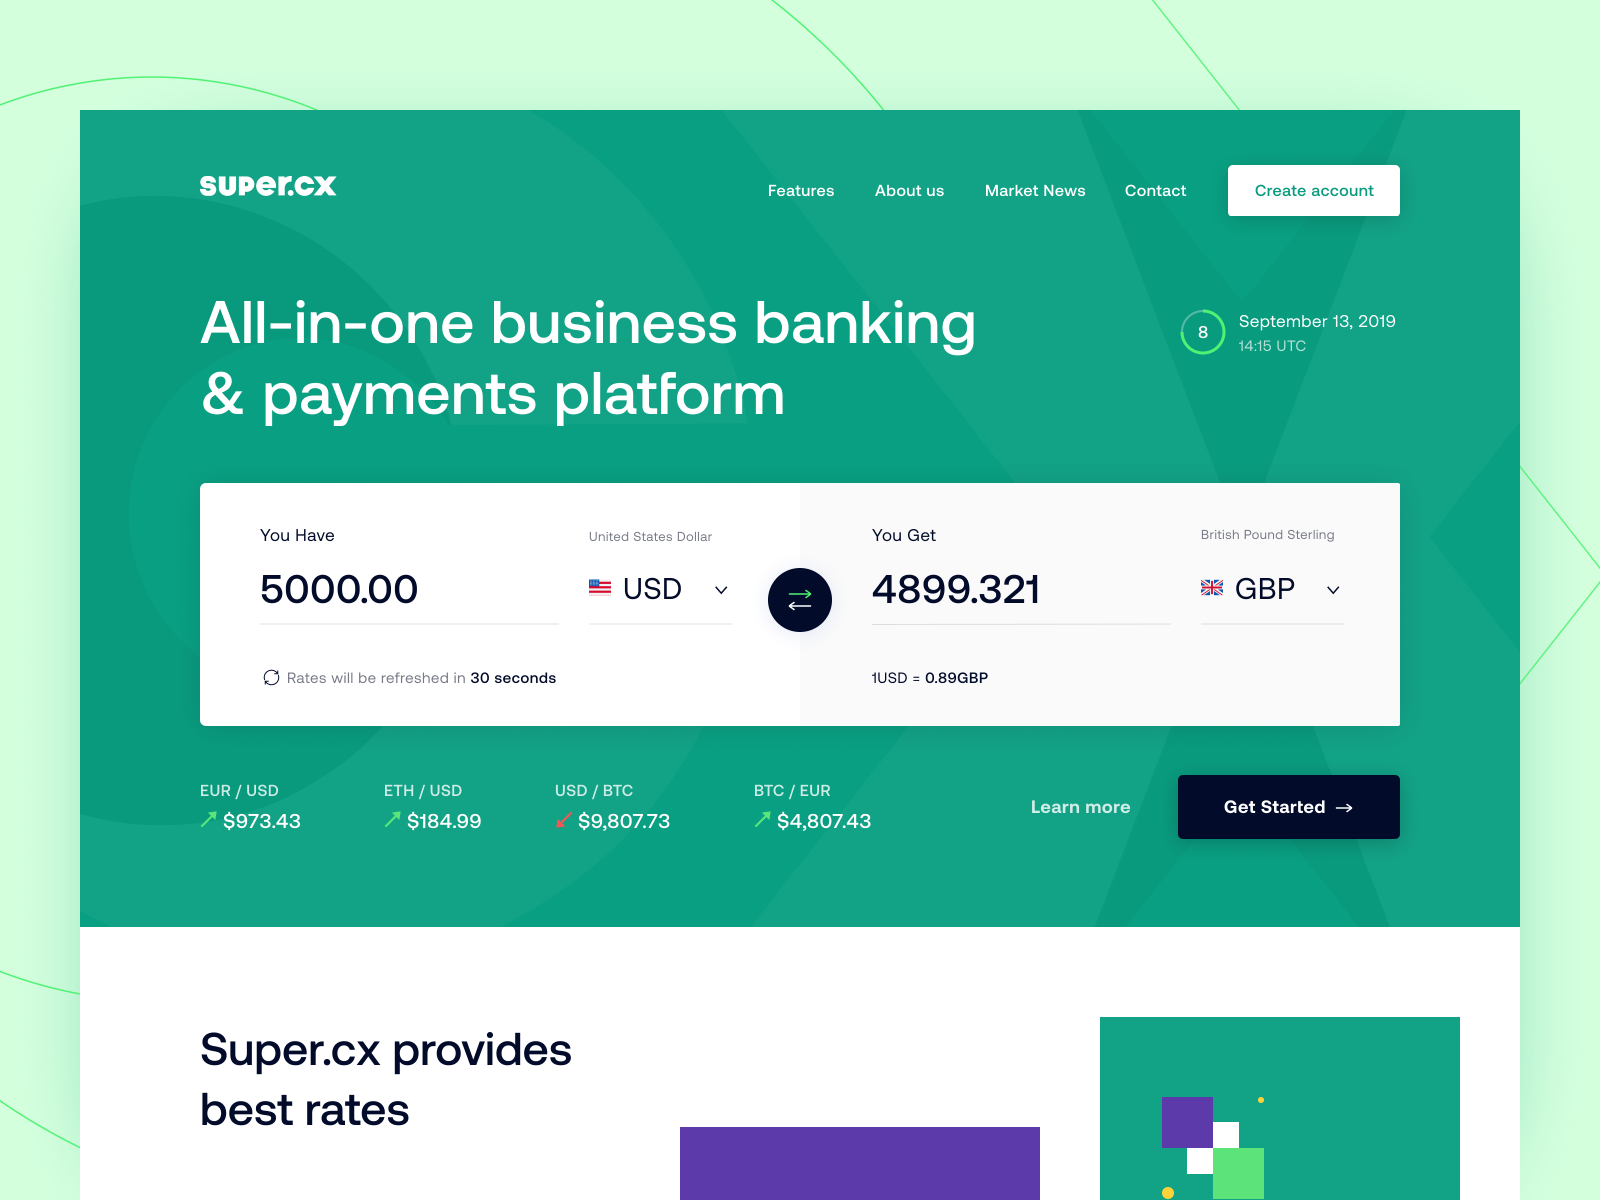 super.cx
Features About us Market News Contact Create account
All-in-one business banking
& payments platform
8
September 13, 2019
14:15 UTC
You Have
United States Dollar
5000.00
USD
Rates will be refreshed in 30 seconds
You Get
British Pound Sterling
4899.321
GBP
1USD = 0.89GBP
EUR / USD
$973.43
ETH / USD
$184.99
USD / BTC
$9,807.73
BTC / EUR
$4,807.43
Learn more
Get Started →
Super.cx provides
best rates